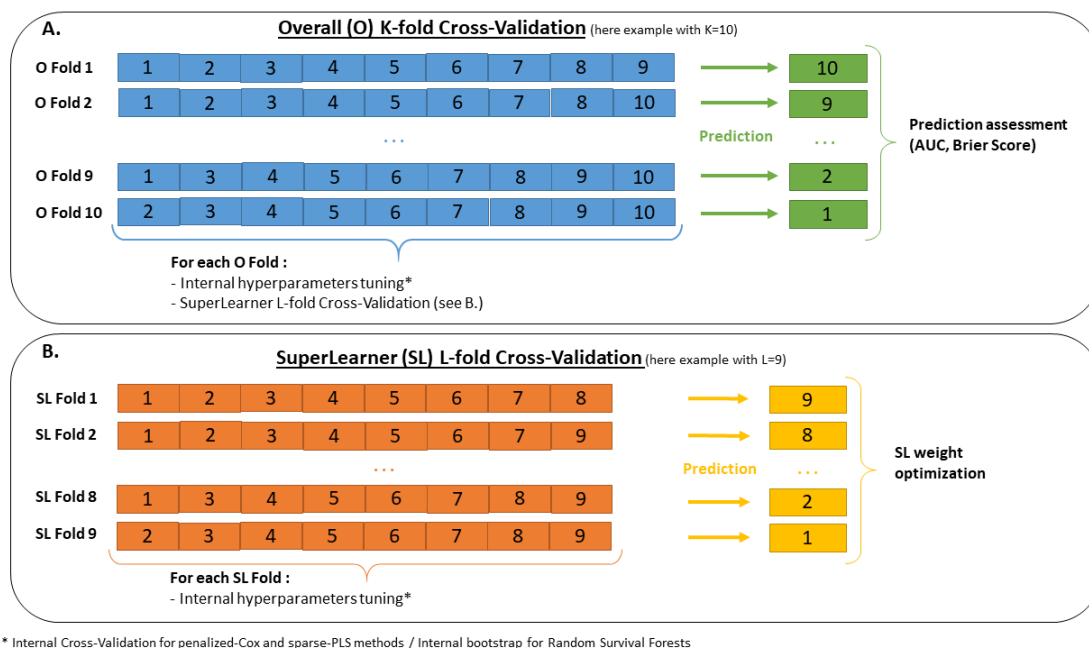 A.
Overall (O) K-fold Cross-Validation (here example with K=10)
O Fold 1 1 2 3 4 5 6 7 8 9 10
O Fold 2 1 2 3 4 5 6 7 8 10 9
... Prediction ...
O Fold 9 1 3 4 5 6 7 8 9 10 2
O Fold 10 2 3 4 5 6 7 8 9 10 1
Prediction assessment
(AUC, Brier Score)
For each O Fold :
- Internal hyperparameters tuning*
- SuperLearner L-fold Cross-Validation (see B.)
B.
SuperLearner (SL) L-fold Cross-Validation (here example with L=9)
SL Fold 1 1 2 3 4 5 6 7 8 9
SL Fold 2 1 2 3 4 5 6 7 9 8
... Prediction ...
SL Fold 8 1 3 4 5 6 7 8 9 2
SL Fold 9 2 3 4 5 6 7 8 9 1
SL weight
optimization
For each SL Fold :
- Internal hyperparameters tuning*
* Internal Cross-Validation for penalized-Cox and sparse-PLS methods / Internal bootstrap for Random Survival Forests